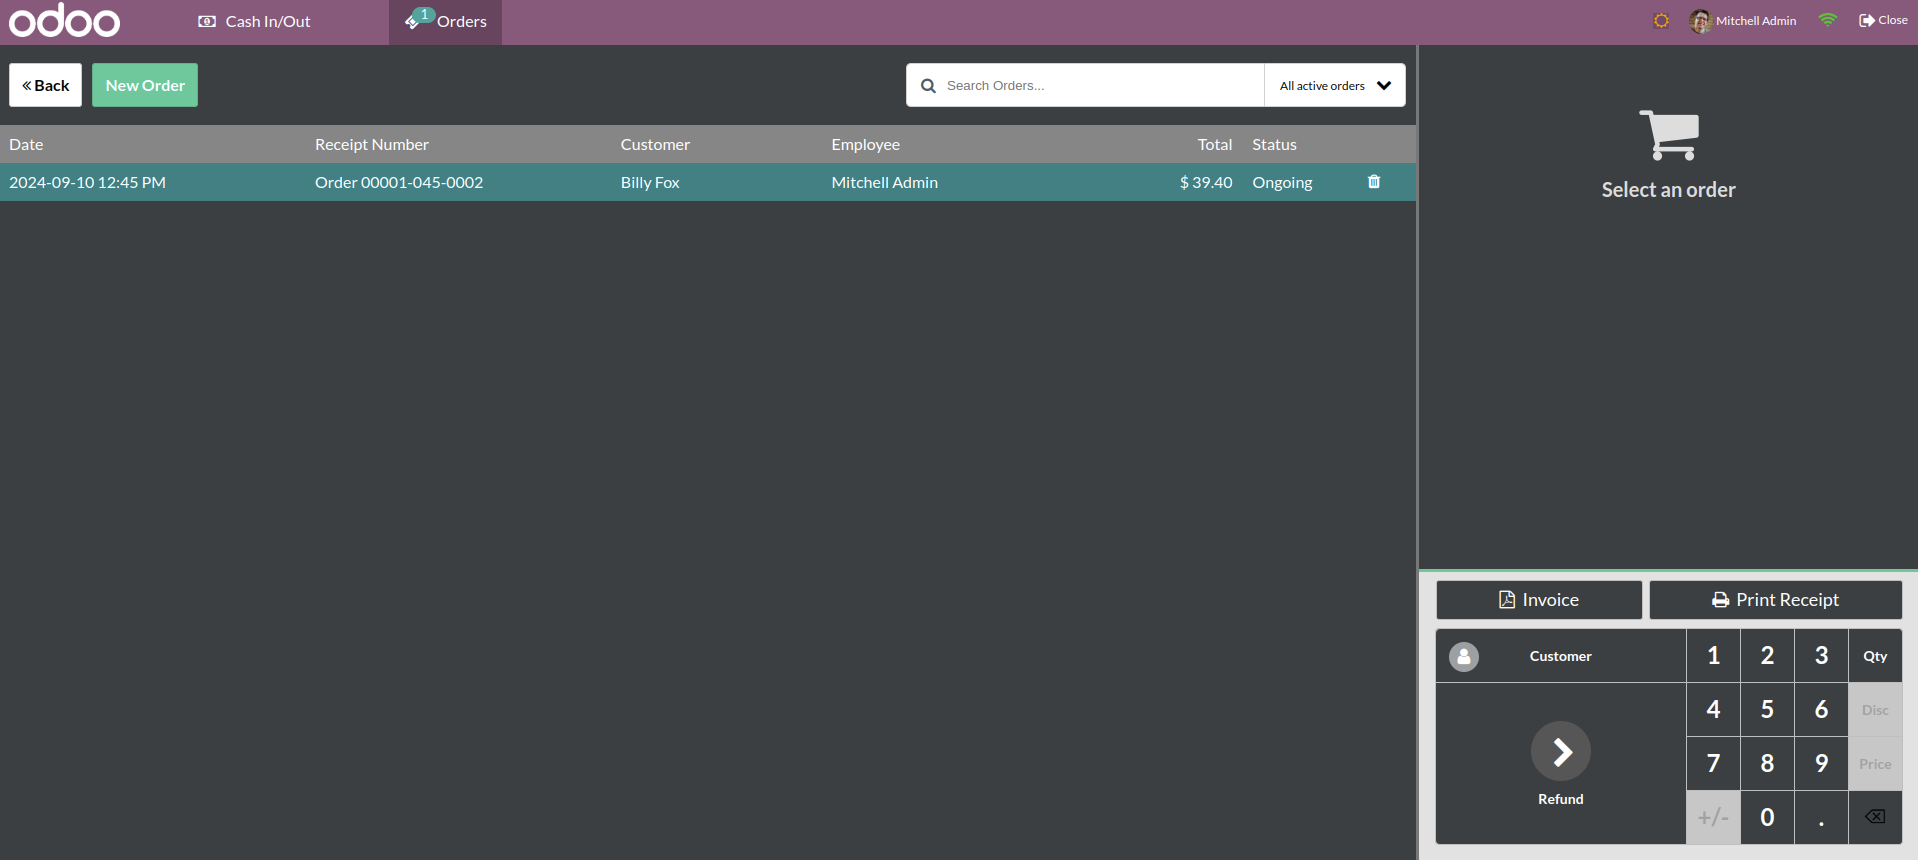 odoo
Cash In/Out
1
Orders
Mitchell Admin
Close
Back
New Order
Search Orders...
All active orders
Date Receipt Number Customer Employee Total Status
2024-09-10 12:45 PM Order 00001-045-0002 Billy Fox Mitchell Admin $ 39.40 Ongoing
Select an order
Invoice
Print Receipt
Customer
1 2 3 Qty
4 5 6 Disc
7 8 9 Price
Refund
+/- 0 .